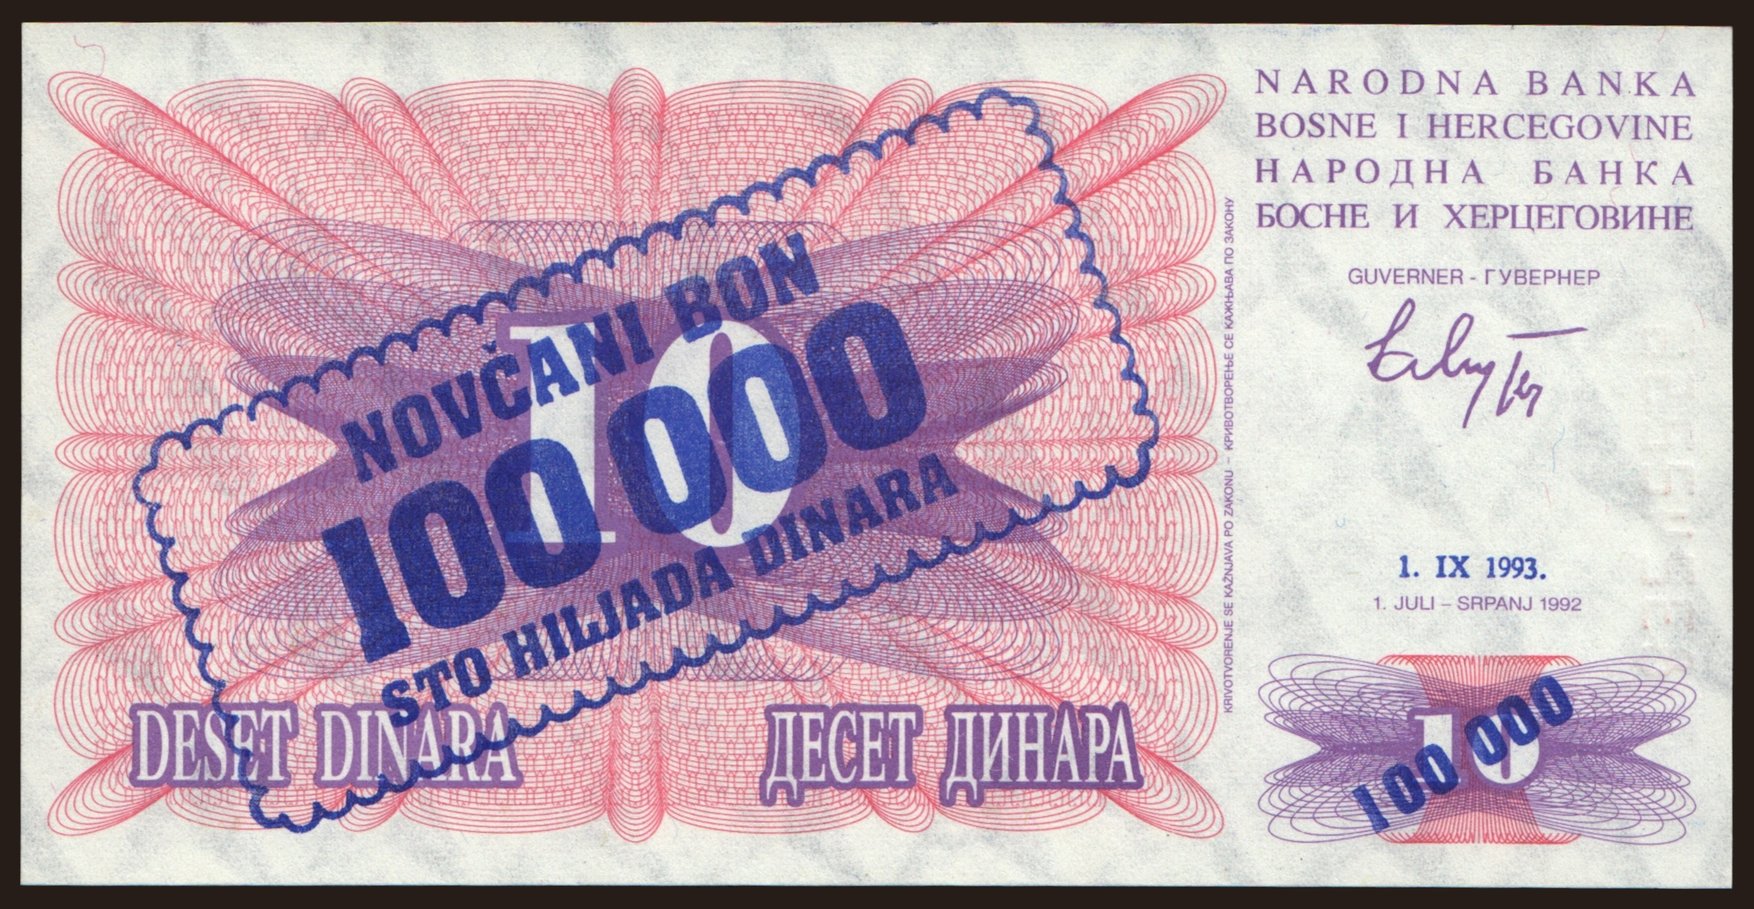 NARODNA BANKA
BOSNE I HERCEGOVINE
НАРОДНА БАНКА
БОСНЕ И ХЕРЦЕГОВИНЕ
GUVERNER - ГУВЕРНЕР
10
NOVČANI BON
100 000
STO HILJADA DINARA
KRIVOTVORENJE SE KAŽNJAVA PO ZAKONU – КРИВОТВОРЕЊЕ СЕ КАЖЊАВА ПО ЗАКОНУ
1. IX 1993.
1. JULI – SRPANJ 1992
DESET DINARA
ДЕСЕТ ДИНАРА
10
100 000